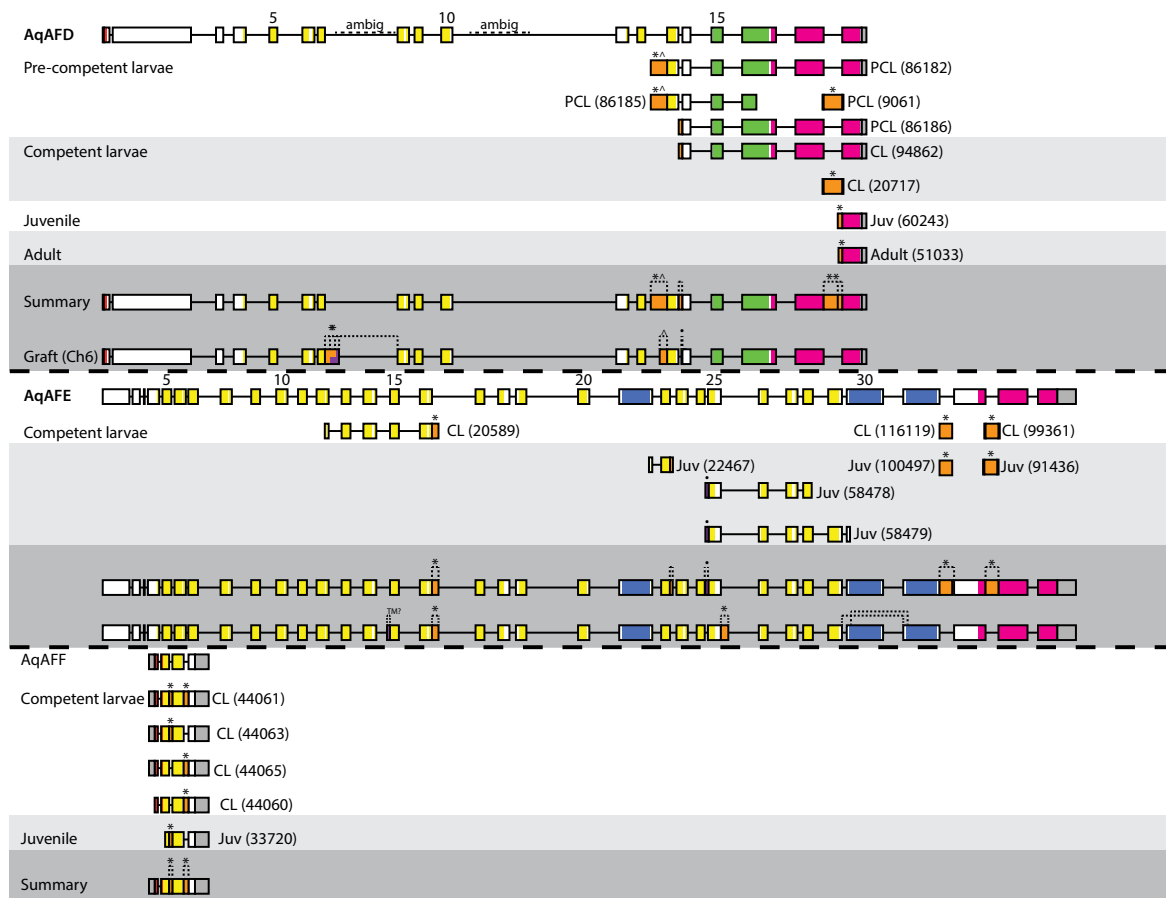 5 10 15
ambig ambig
AqAFD
*^
Pre-competent larvae PCL (86182)
*^ *
PCL (86185) PCL (9061)
PCL (86186)
Competent larvae CL (94862)
*
CL (20717)
*
Juvenile Juv (60243)
*
Adult Adult (51033)
*^ **
Summary
* ^ •
Graft (Ch6)
5 10 15 20 25 30
AqAFE
* * *
Competent larvae CL (20589) CL (116119) CL (99361)
* *
Juv (22467) Juv (100497) Juv (91436)
•
Juv (58478)
•
Juv (58479)
* • * *
TM? * *
AqAFF
* *
Competent larvae CL (44061)
*
CL (44063)
*
CL (44065)
*
CL (44060)
*
Juvenile Juv (33720)
* *
Summary